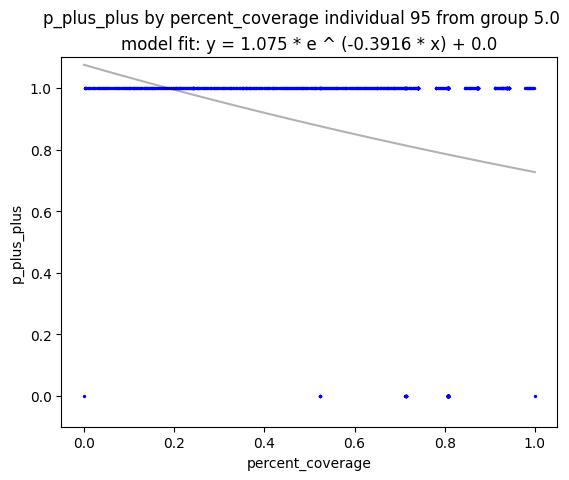 p_plus_plus by percent_coverage individual 95 from group 5.0
model fit: y = 1.075 * e ^ (-0.3916 * x) + 0.0
1.0
0.8
0.6
0.4
0.2
0.0
p_plus_plus
0.0 0.2 0.4 0.6 0.8 1.0
percent_coverage